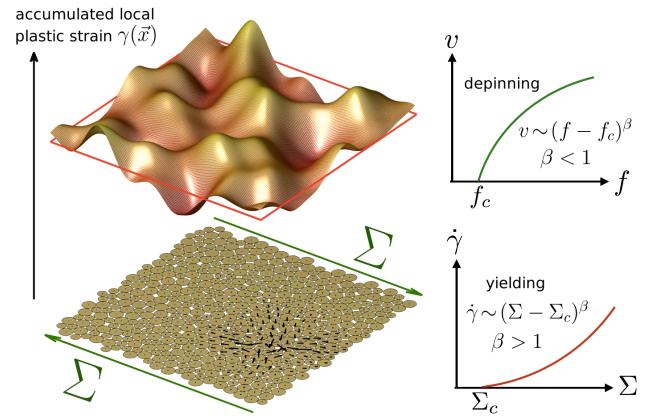 accumulated local
plastic strain γ(x⃗)
Σ
Σ
v
depinning
v ∼ (f − f_c)^β
β < 1
f_c
f
γ̇
yielding
γ̇ ∼ (Σ − Σ_c)^β
β > 1
Σ_c
Σ